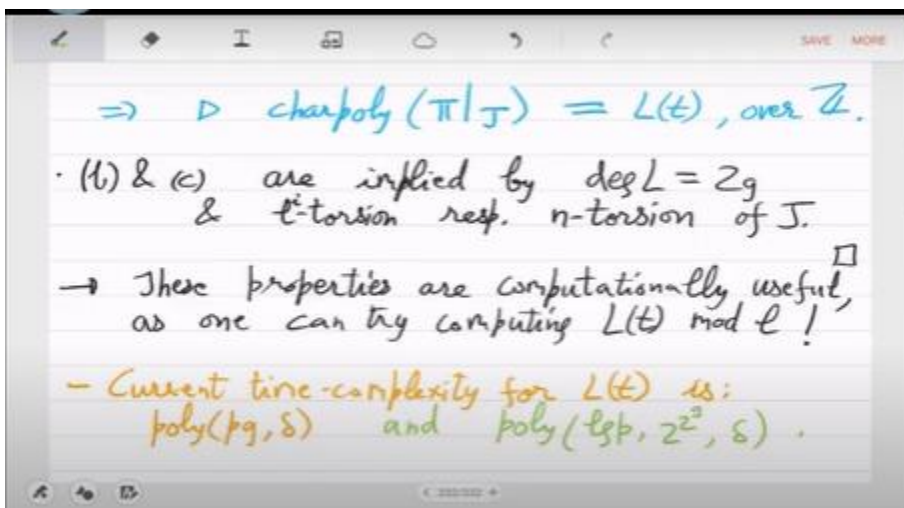 SAVE MORE
=> ▷ charpoly (π|J) = L(t), over ℤ.
· (b) & (c) are implied by deg L = 2g
& ℓⁱ-torsion resp. n-torsion of J. □
→ These properties are computationally useful,
as one can try computing L(t) mod ℓ !
- Current time-complexity for L(t) is:
poly(pg, δ) and poly(lg p, 2^{2^g}, δ) .